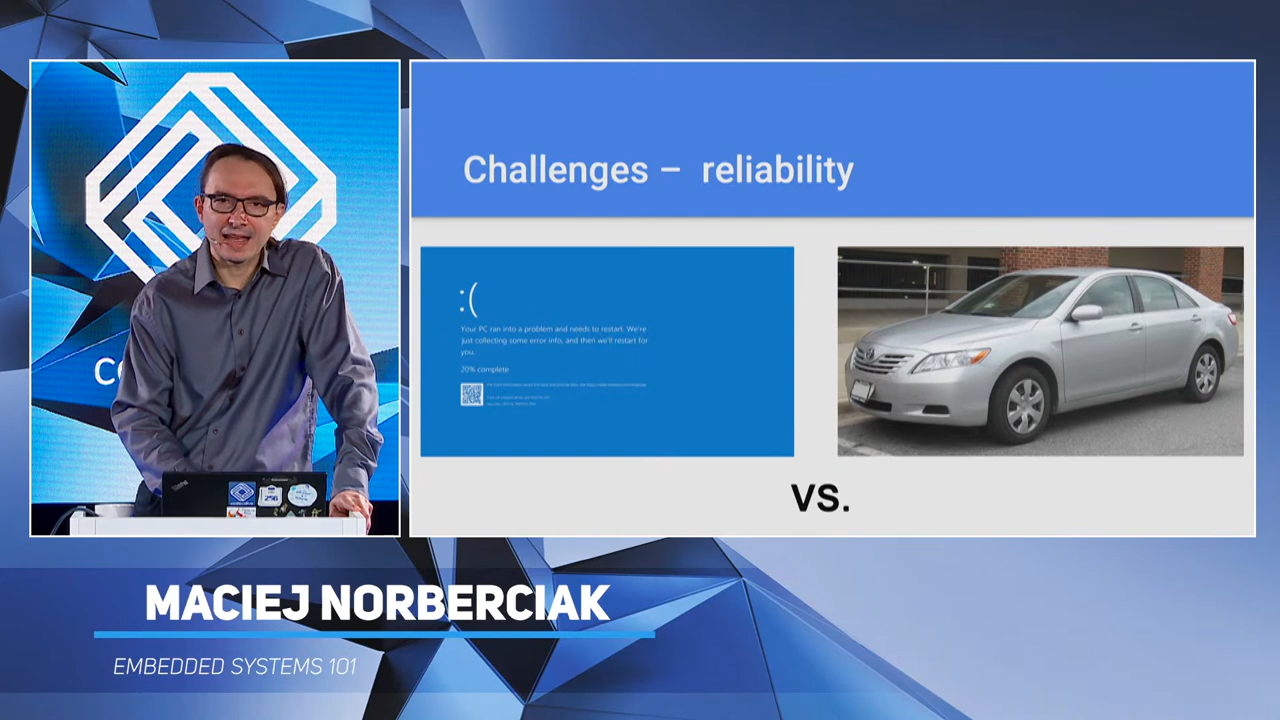 Challenges – reliability
:(
Your PC ran into a problem and needs to restart. We're
just collecting some error info, and then we'll restart for
you.
20% complete
vs.
MACIEJ NORBERCIAK
EMBEDDED SYSTEMS 101